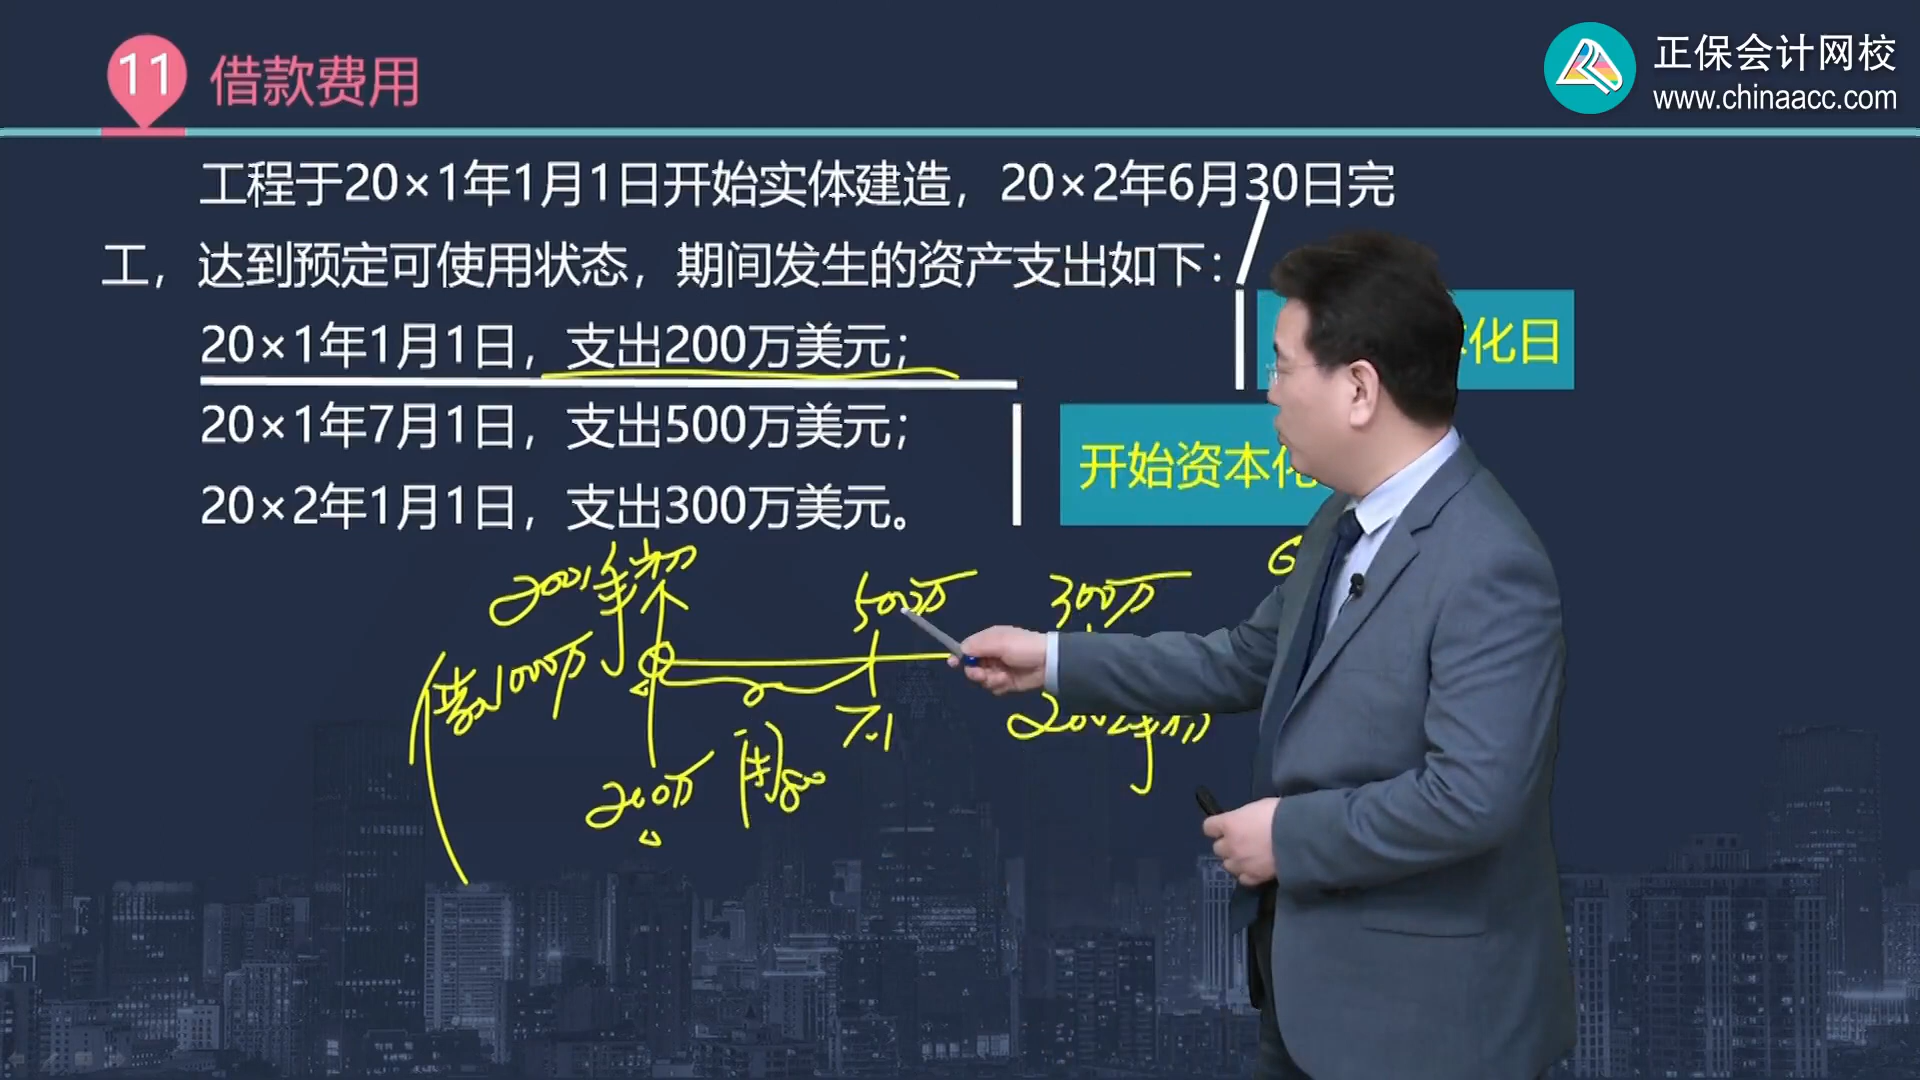 11 借款费用
正保会计网校
www.chinaacc.com
工程于20×1年1月1日开始实体建造，20×2年6月30日完
工，达到预定可使用状态，期间发生的资产支出如下：
20×1年1月1日，支出200万美元；
本化日
20×1年7月1日，支出500万美元；
开始资本化
20×2年1月1日，支出300万美元。
2001年初
500万
300万
6
借款1000万
7.1
2002年初
200万
闲800